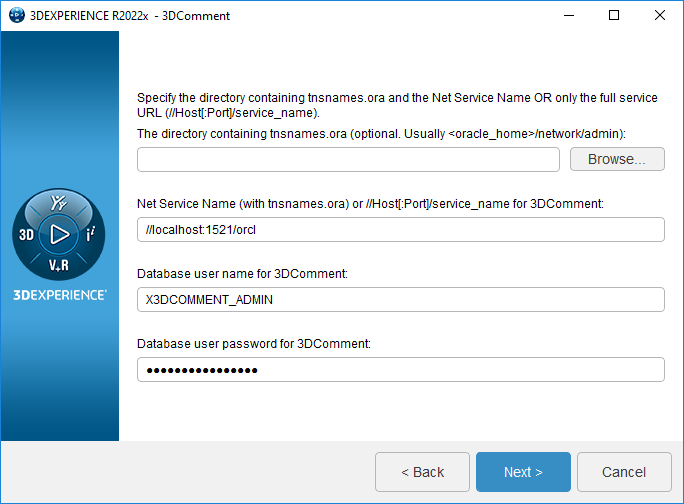 3DEXPERIENCE R2022x - 3DComment
Specify the directory containing tnsnames.ora and the Net Service Name OR only the full service
URL (//Host[:Port]/service_name).
The directory containing tnsnames.ora (optional. Usually <oracle_home>/network/admin):
Browse...
Net Service Name (with tnsnames.ora) or //Host[:Port]/service_name for 3DComment:
//localhost:1521/orcl
Database user name for 3DComment:
X3DCOMMENT_ADMIN
Database user password for 3DComment:
●●●●●●●●●●●●●●●●
3D
V+R
3DEXPERIENCE
< Back
Next >
Cancel